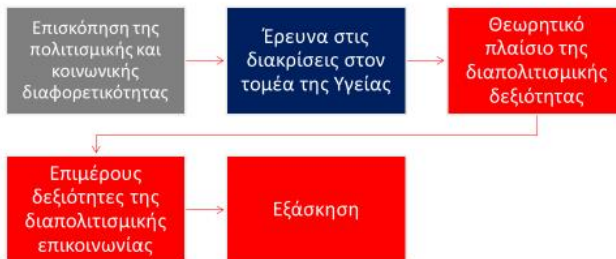 Επισκόπηση της
πολιτισμικής και
κοινωνικής
διαφορετικότητας
Έρευνα στις
διακρίσεις στον
τομέα της Υγείας
Θεωρητικό
πλαίσιο της
διαπολιτισμικής
δεξιότητας
Επιμέρους
δεξιότητες της
διαπολιτισμικής
επικοινωνίας
Εξάσκηση